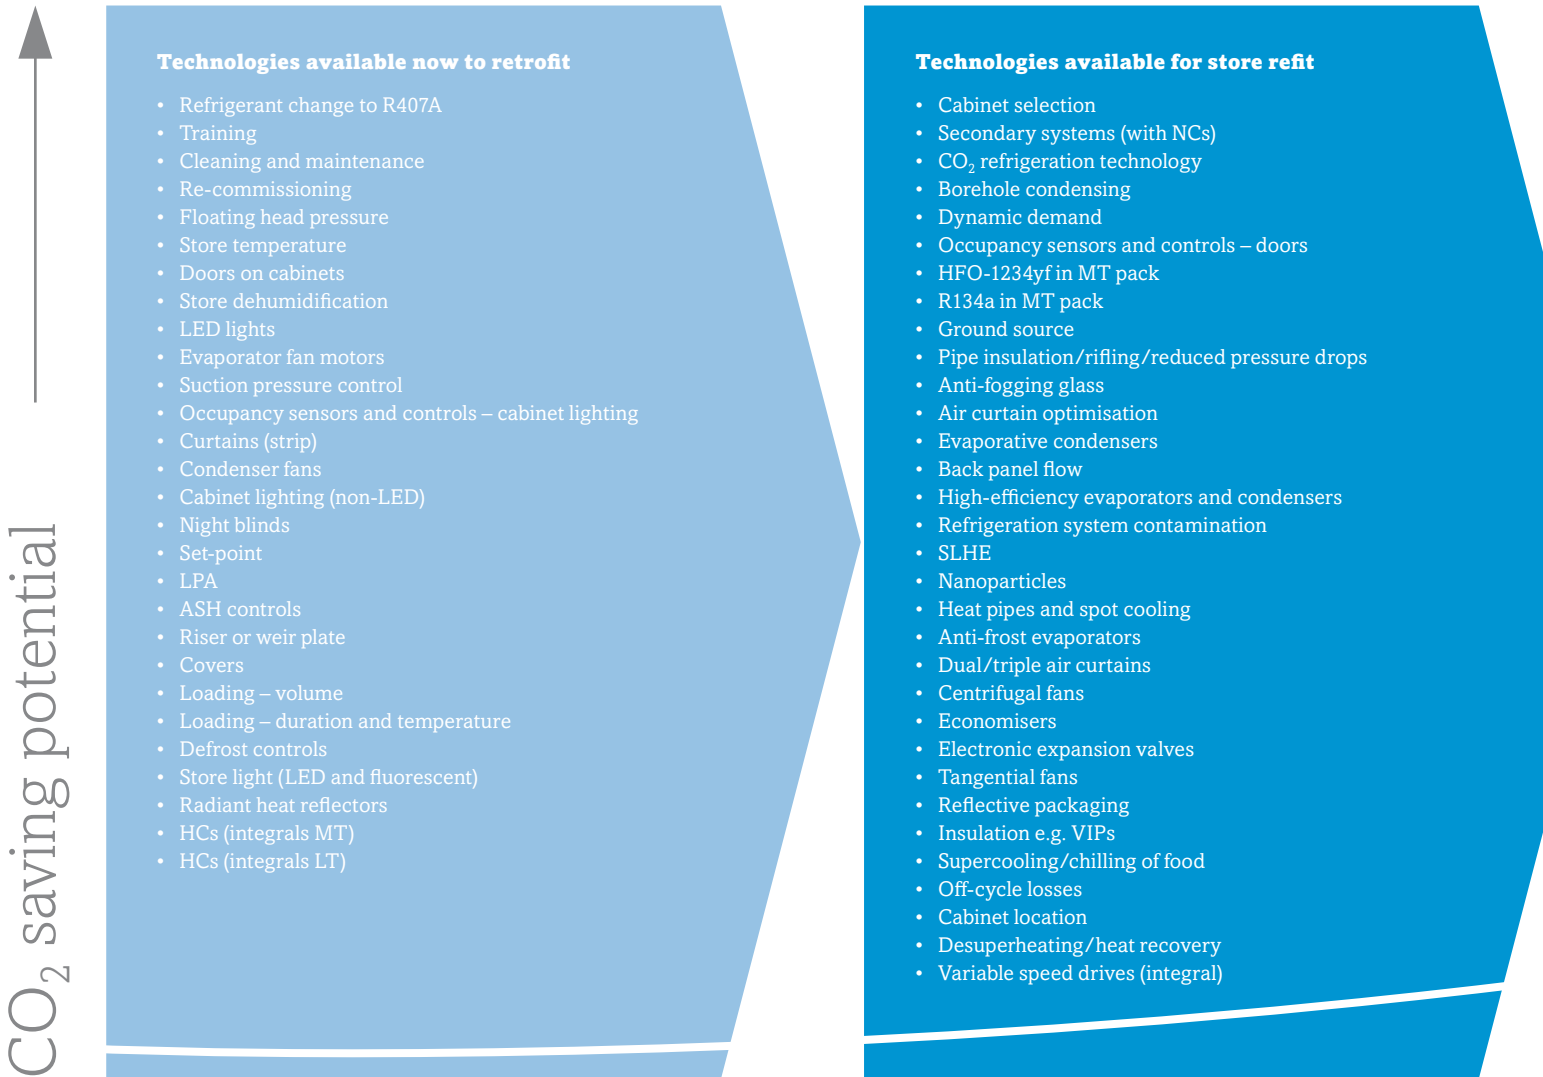 CO₂ saving potential
Technologies available now to retrofit
• Refrigerant change to R407A
• Training
• Cleaning and maintenance
• Re-commissioning
• Floating head pressure
• Store temperature
• Doors on cabinets
• Store dehumidification
• LED lights
• Evaporator fan motors
• Suction pressure control
• Occupancy sensors and controls – cabinet lighting
• Curtains (strip)
• Condenser fans
• Cabinet lighting (non-LED)
• Night blinds
• Set-point
• LPA
• ASH controls
• Riser or weir plate
• Covers
• Loading – volume
• Loading – duration and temperature
• Defrost controls
• Store light (LED and fluorescent)
• Radiant heat reflectors
• HCs (integrals MT)
• HCs (integrals LT)
Technologies available for store refit
• Cabinet selection
• Secondary systems (with NCs)
• CO₂ refrigeration technology
• Borehole condensing
• Dynamic demand
• Occupancy sensors and controls – doors
• HFO-1234yf in MT pack
• R134a in MT pack
• Ground source
• Pipe insulation/rifling/reduced pressure drops
• Anti-fogging glass
• Air curtain optimisation
• Evaporative condensers
• Back panel flow
• High-efficiency evaporators and condensers
• Refrigeration system contamination
• SLHE
• Nanoparticles
• Heat pipes and spot cooling
• Anti-frost evaporators
• Dual/triple air curtains
• Centrifugal fans
• Economisers
• Electronic expansion valves
• Tangential fans
• Reflective packaging
• Insulation e.g. VIPs
• Supercooling/chilling of food
• Off-cycle losses
• Cabinet location
• Desuperheating/heat recovery
• Variable speed drives (integral)